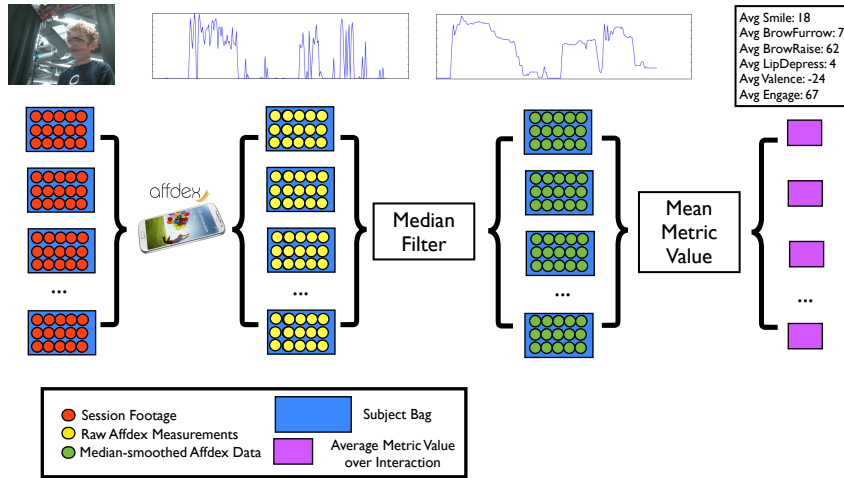 Avg Smile: 18
Avg BrowFurrow: 7
Avg BrowRaise: 62
Avg LipDepress: 4
Avg Valence: -24
Avg Engage: 67
affdex
Median
Filter
Mean
Metric
Value
...
...
...
...
Session Footage
Raw Affdex Measurements
Median-smoothed Affdex Data
Subject Bag
Average Metric Value
over Interaction